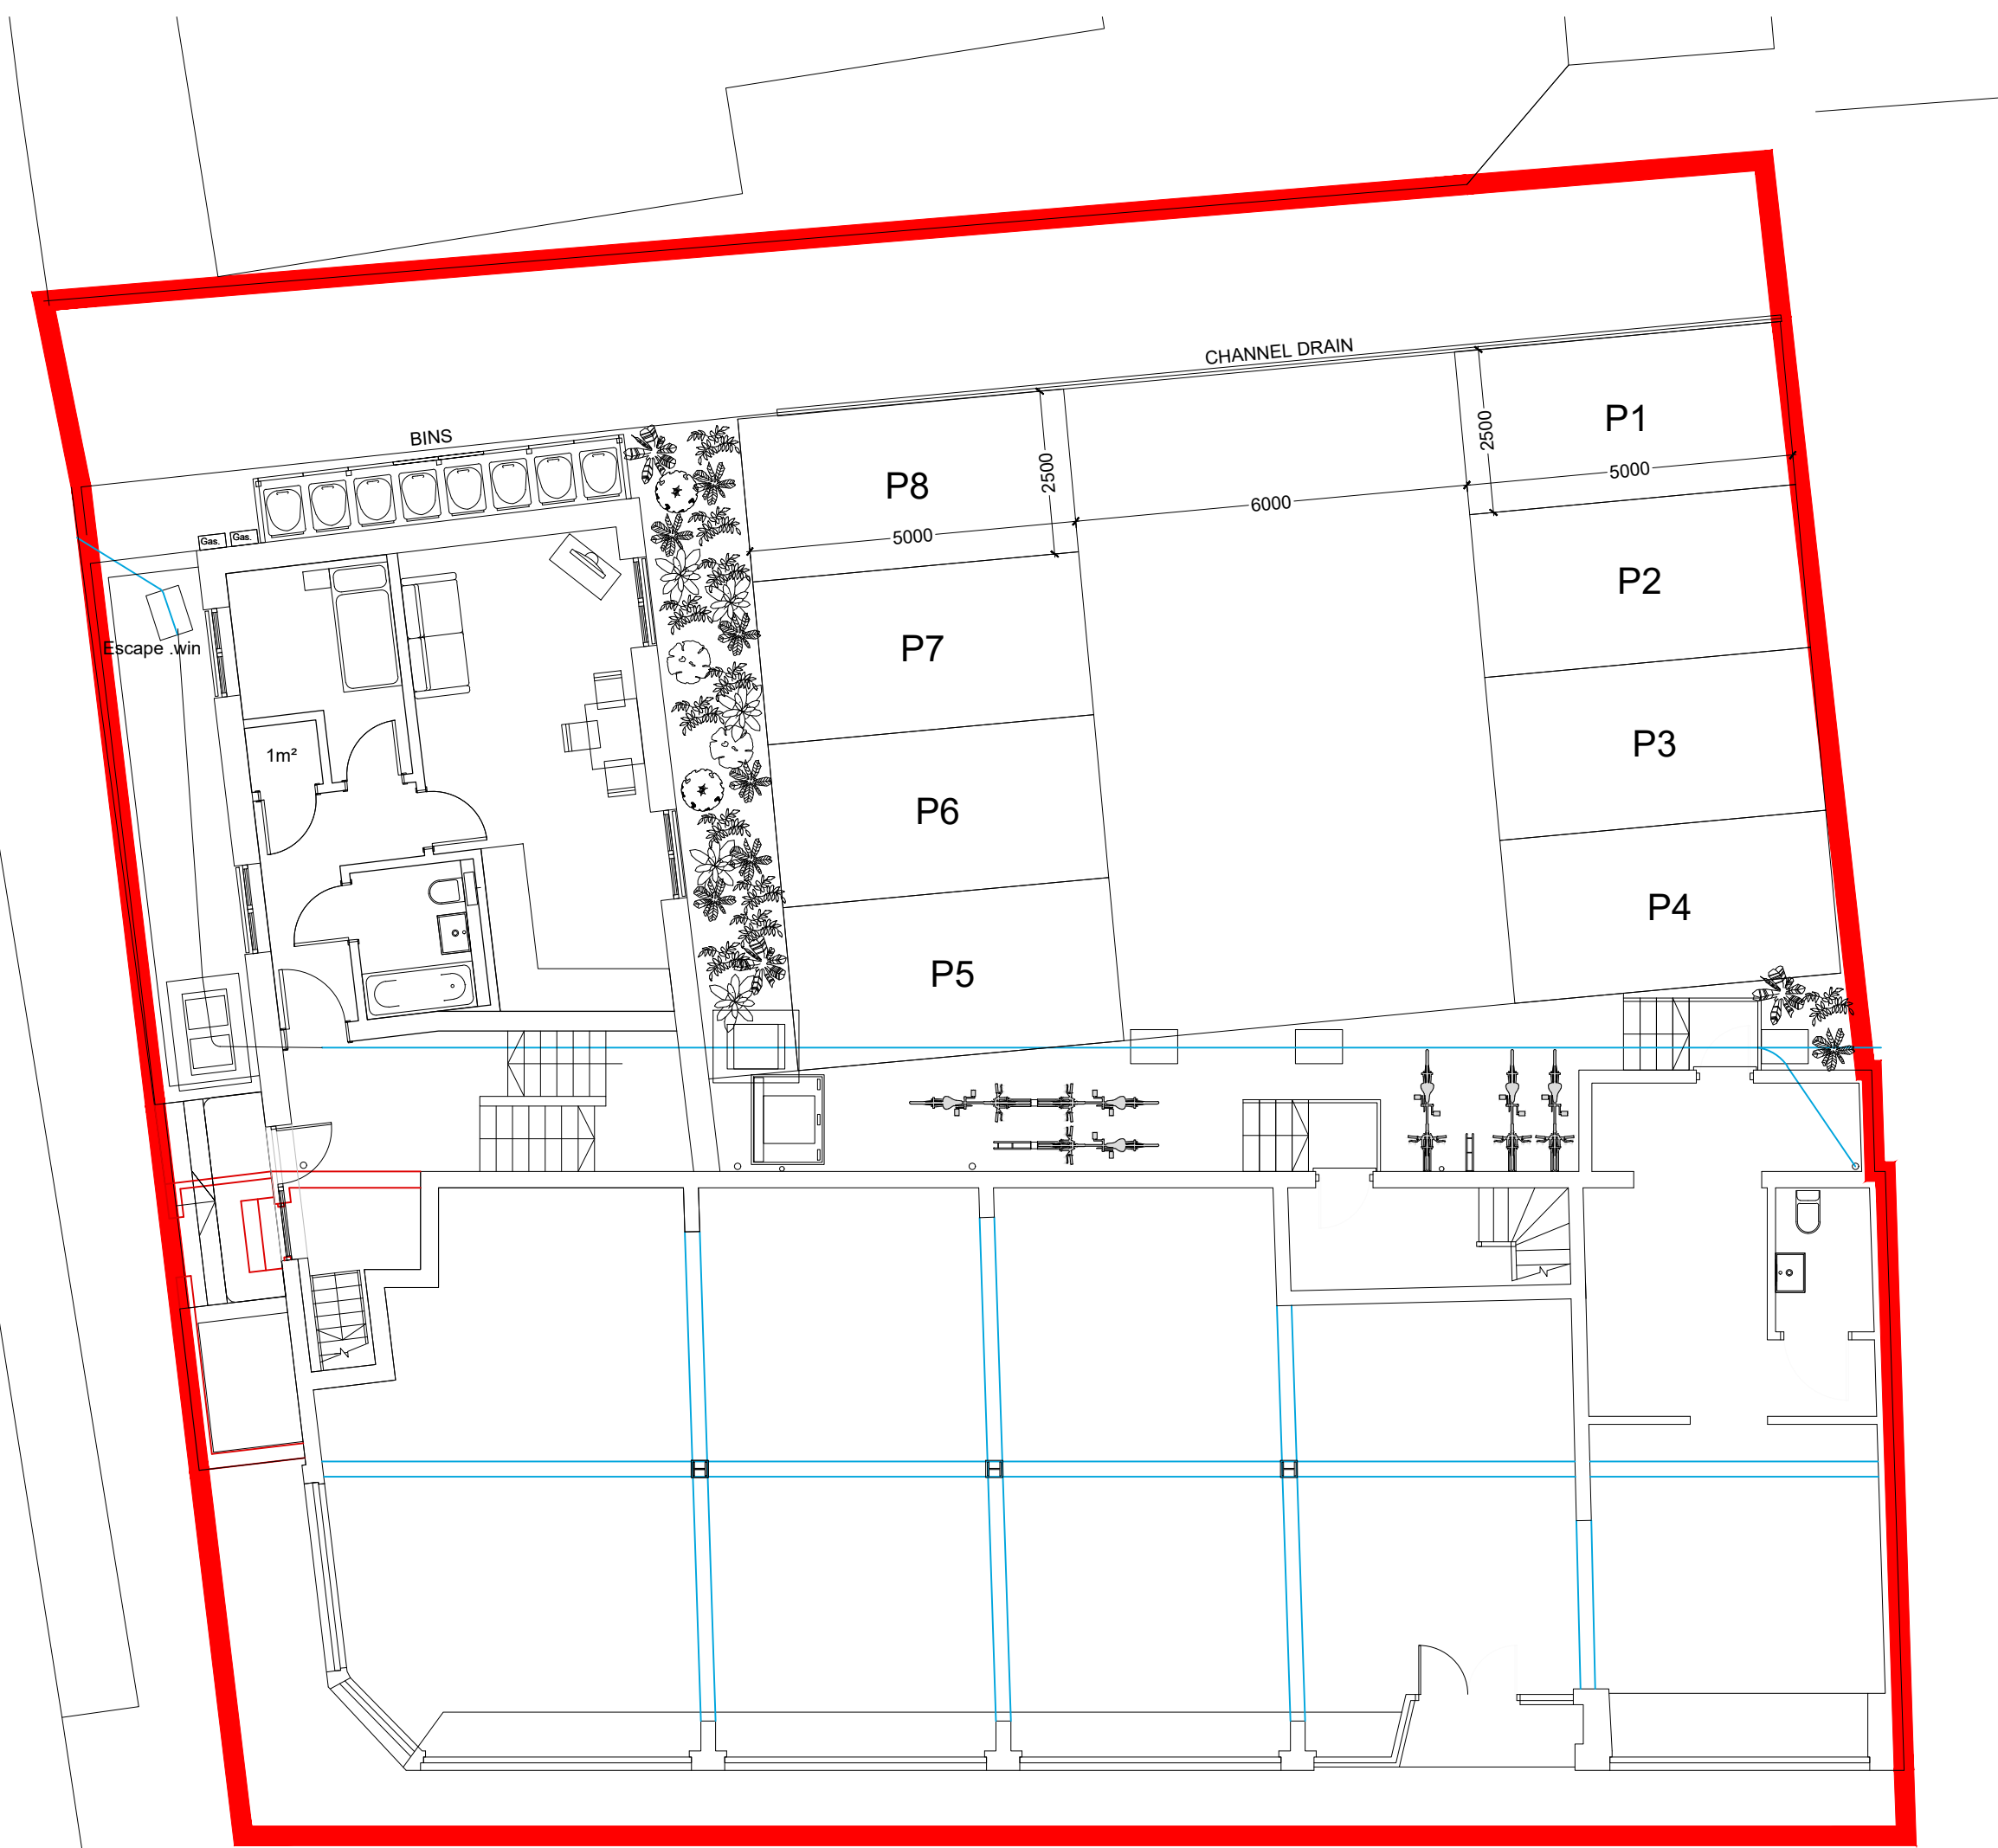 CHANNEL DRAIN
BINS
P1
2500
5000
P8
2500
5000
6000
Gas.
Gas.
P2
P7
Escape .win
1m²
P3
P6
P4
P5